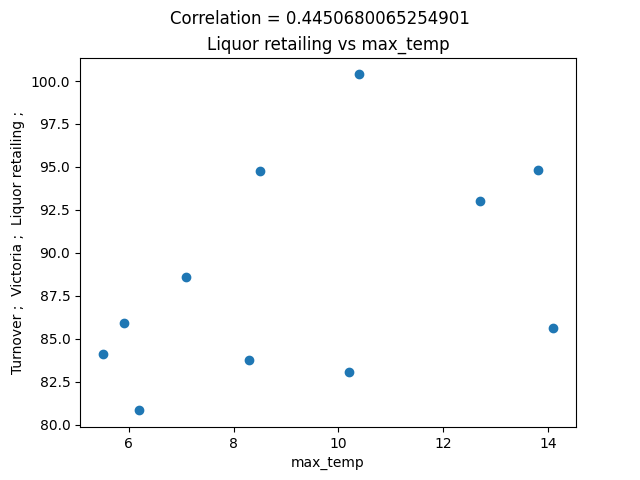 Correlation = 0.4450680065254901
Liquor retailing vs max_temp
Turnover ;  Victoria ;  Liquor retailing ;
100.0
97.5
95.0
92.5
90.0
87.5
85.0
82.5
80.0
6 8 10 12 14
max_temp